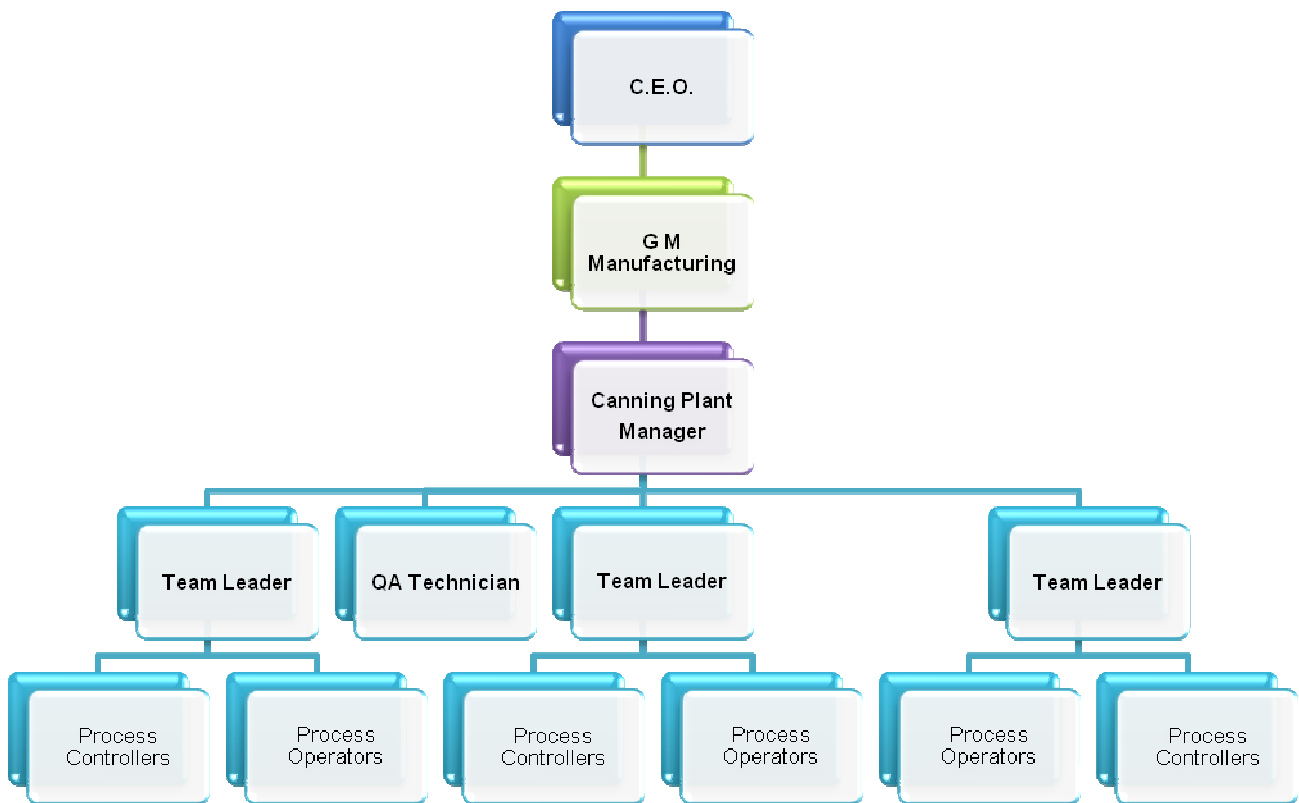 C.E.O.
G M
Manufacturing
Canning Plant
Manager
Team Leader
QA Technician
Team Leader
Team Leader
Process
Controllers
Process
Operators
Process
Controllers
Process
Operators
Process
Operators
Process
Controllers